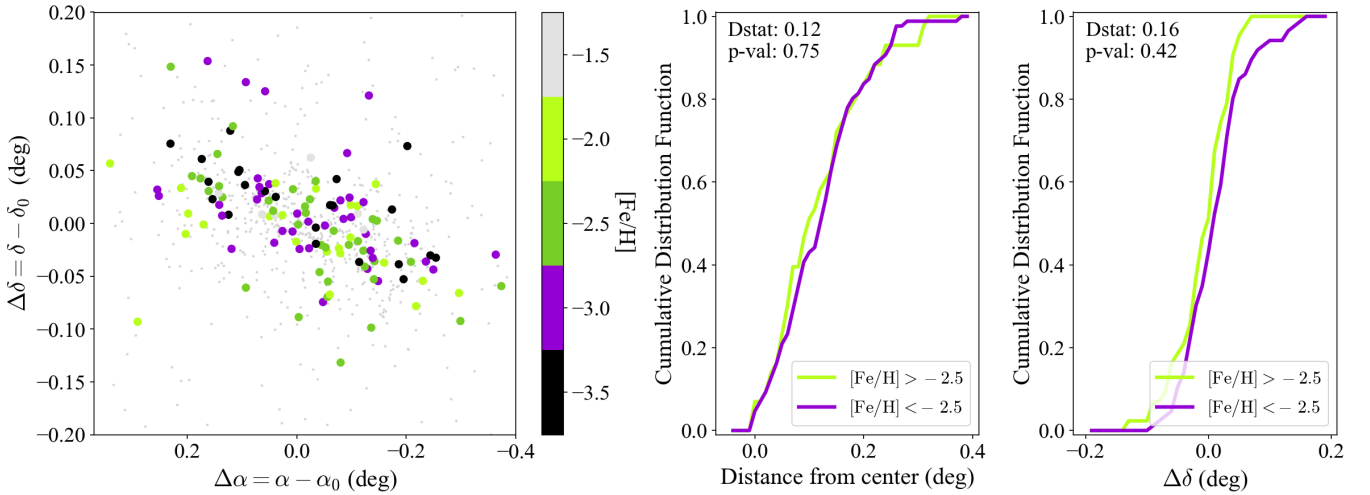 Δδ = δ − δ₀ (deg)
0.20
0.15
0.10
0.05
0.00
−0.05
−0.10
−0.15
−0.20
0.2
0.0
−0.2
−0.4
Δα = α − α₀ (deg)
−1.5
−2.0
−2.5
−3.0
−3.5
[Fe/H]
Cumulative Distribution Function
1.0
0.8
0.6
0.4
0.2
0.0
Dstat: 0.12
p-val: 0.75
[Fe/H] > − 2.5
[Fe/H] < − 2.5
0.0
0.2
0.4
Distance from center (deg)
Cumulative Distribution Function
1.0
0.8
0.6
0.4
0.2
0.0
Dstat: 0.16
p-val: 0.42
[Fe/H] > − 2.5
[Fe/H] < − 2.5
−0.2
0.0
0.2
Δδ (deg)